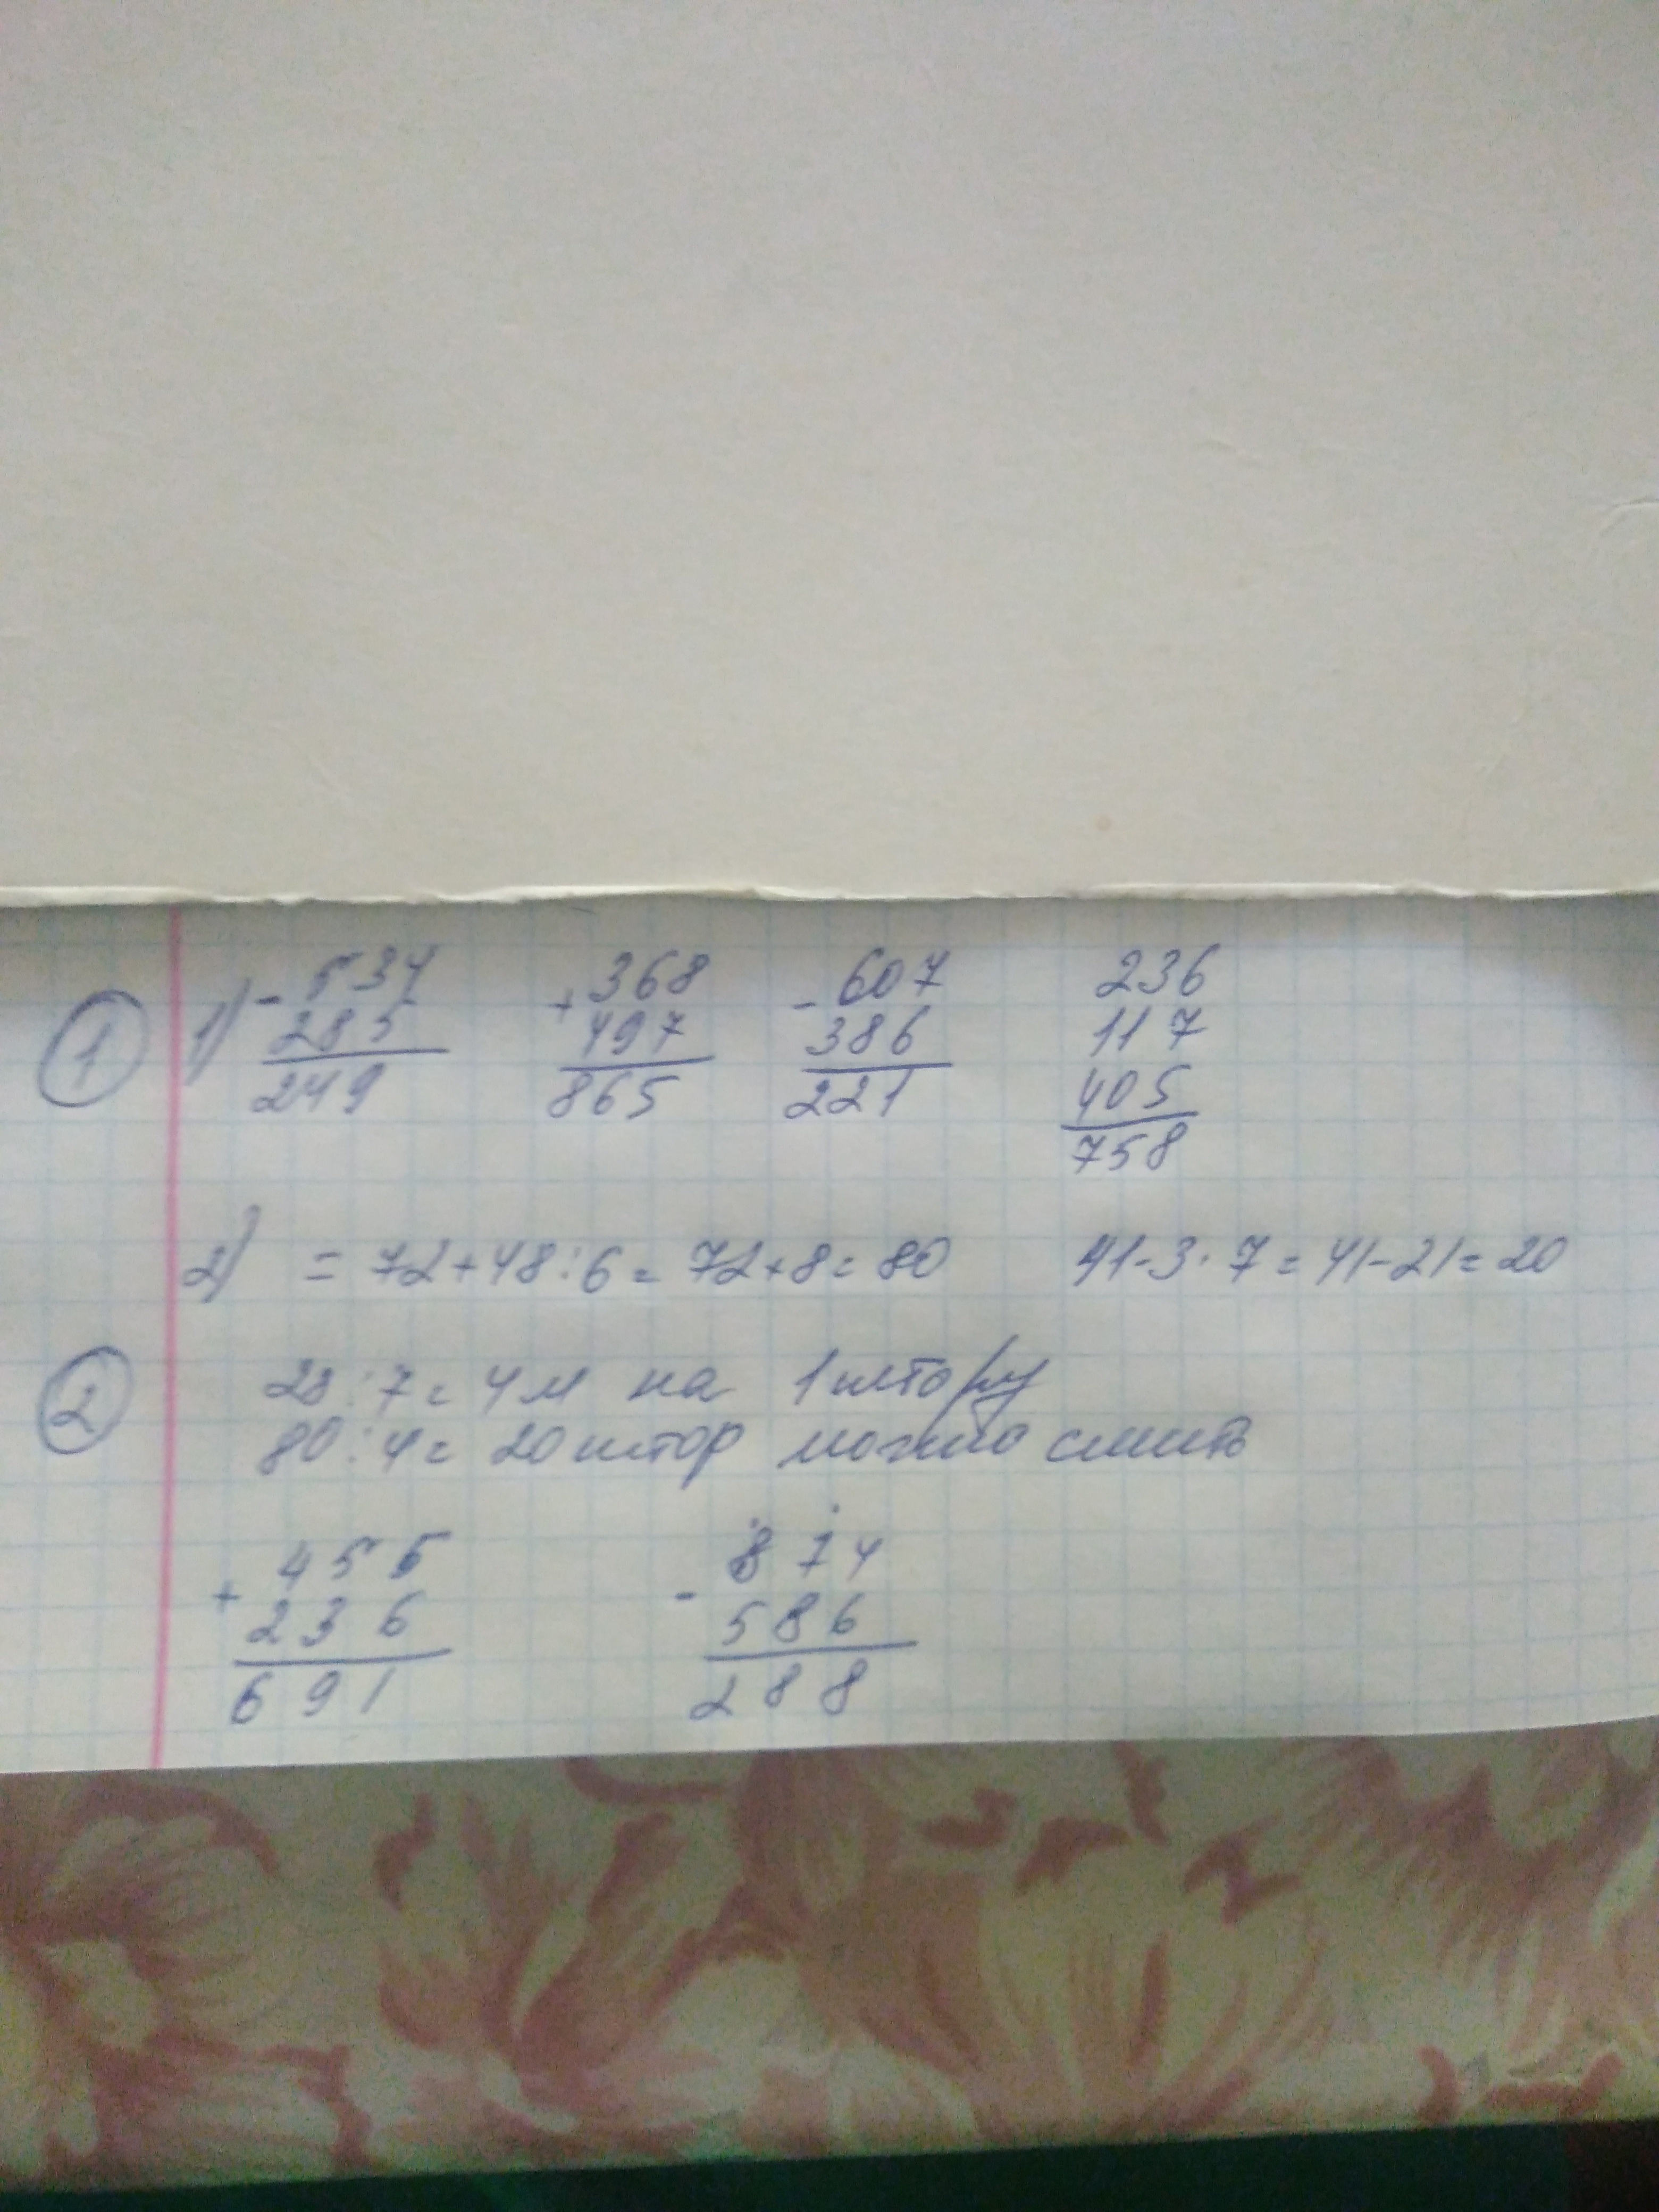 ① 1) - 534 + 368 - 607 236
285 497 386 117
249 865 221 405
758
2) = 72+48:6= 72+8=80 41-3·7=41-21=20
② 28:7=4м на 1 штору
80:4= 20 штор можно сшить
+ 455 - 874
236 586
691 288